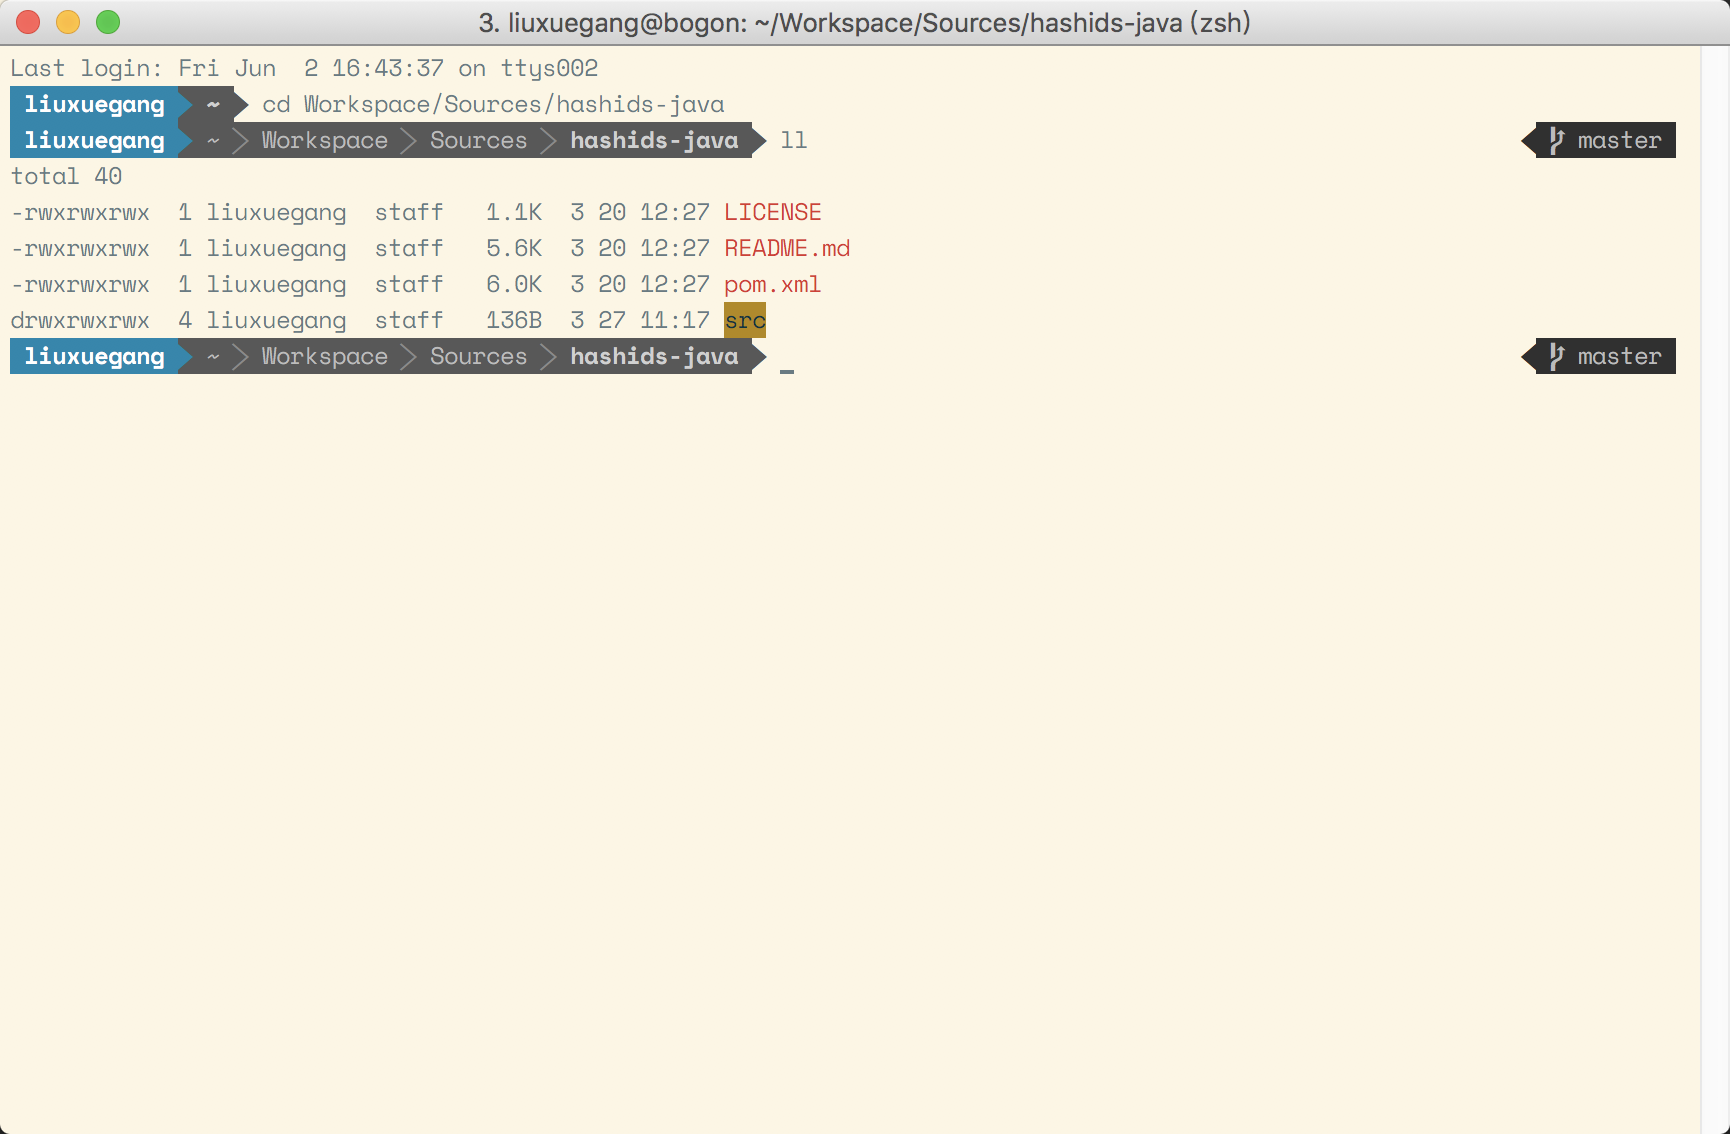 3. liuxuegang@bogon: ~/Workspace/Sources/hashids-java (zsh)
Last login: Fri Jun  2 16:43:37 on ttys002
liuxuegang ~ cd Workspace/Sources/hashids-java
liuxuegang ~ Workspace Sources hashids-java ll master
total 40
-rwxrwxrwx  1 liuxuegang  staff   1.1K  3 20 12:27 LICENSE
-rwxrwxrwx  1 liuxuegang  staff   5.6K  3 20 12:27 README.md
-rwxrwxrwx  1 liuxuegang  staff   6.0K  3 20 12:27 pom.xml
drwxrwxrwx  4 liuxuegang  staff   136B  3 27 11:17 src
liuxuegang ~ Workspace Sources hashids-java master